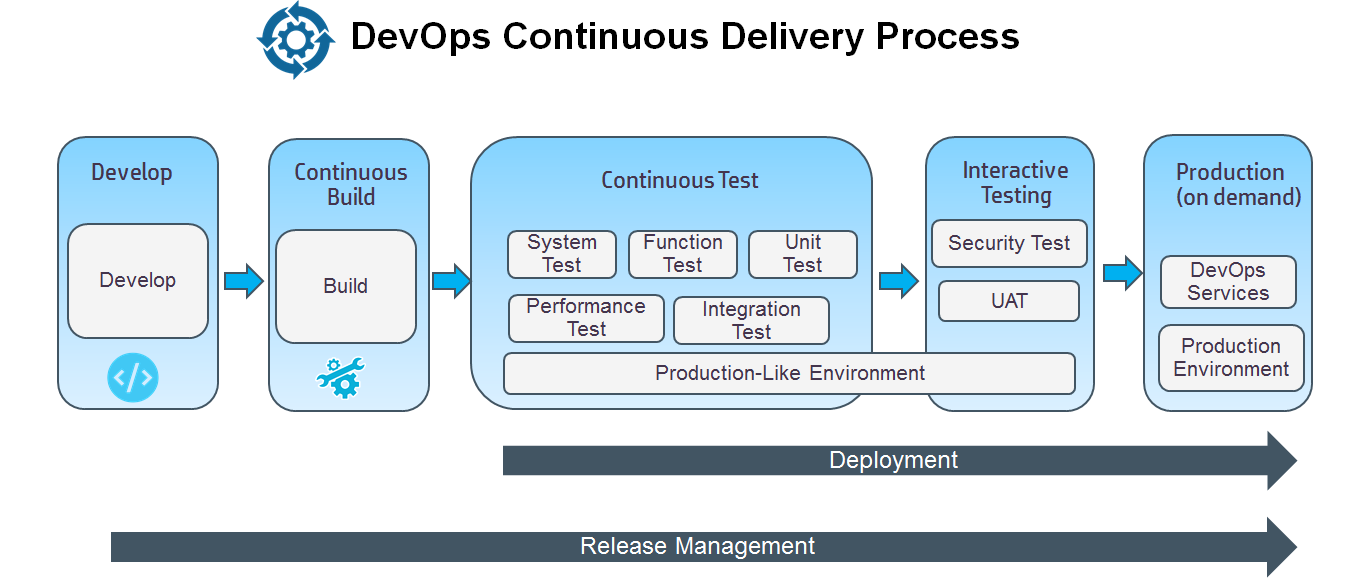 DevOps Continuous Delivery Process
Develop
Develop
Continuous
Build
Build
Continuous Test
System
Test
Function
Test
Unit
Test
Performance
Test
Integration
Test
Production-Like Environment
Interactive
Testing
Security Test
UAT
Production
(on demand)
DevOps
Services
Production
Environment
Deployment
Release Management